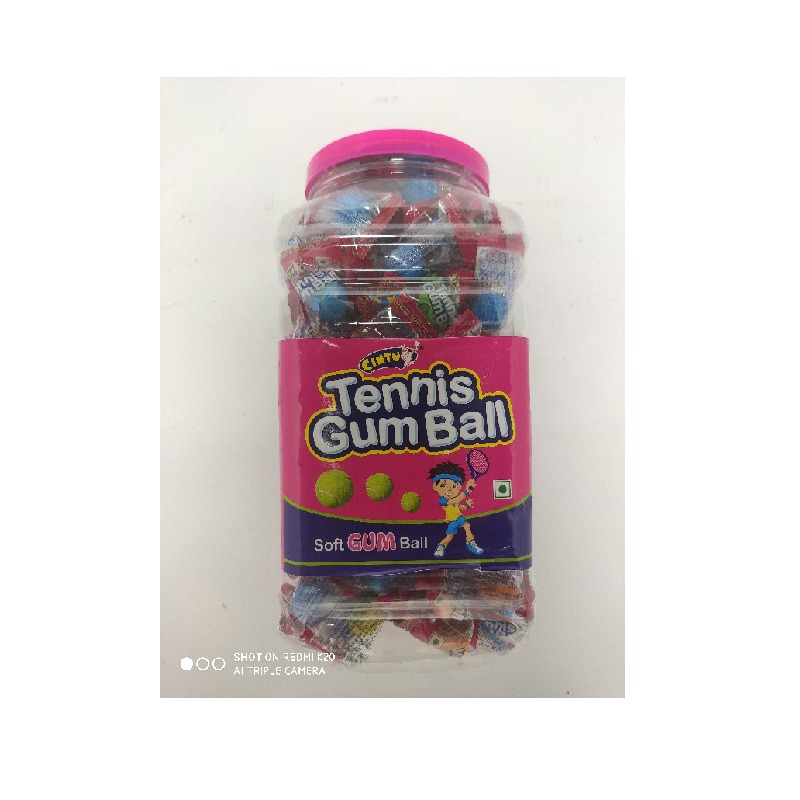 CINTU
Tennis
Gum Ball
Soft GUM Ball
SHOT ON REDMI K20
AI TRIPLE CAMERA